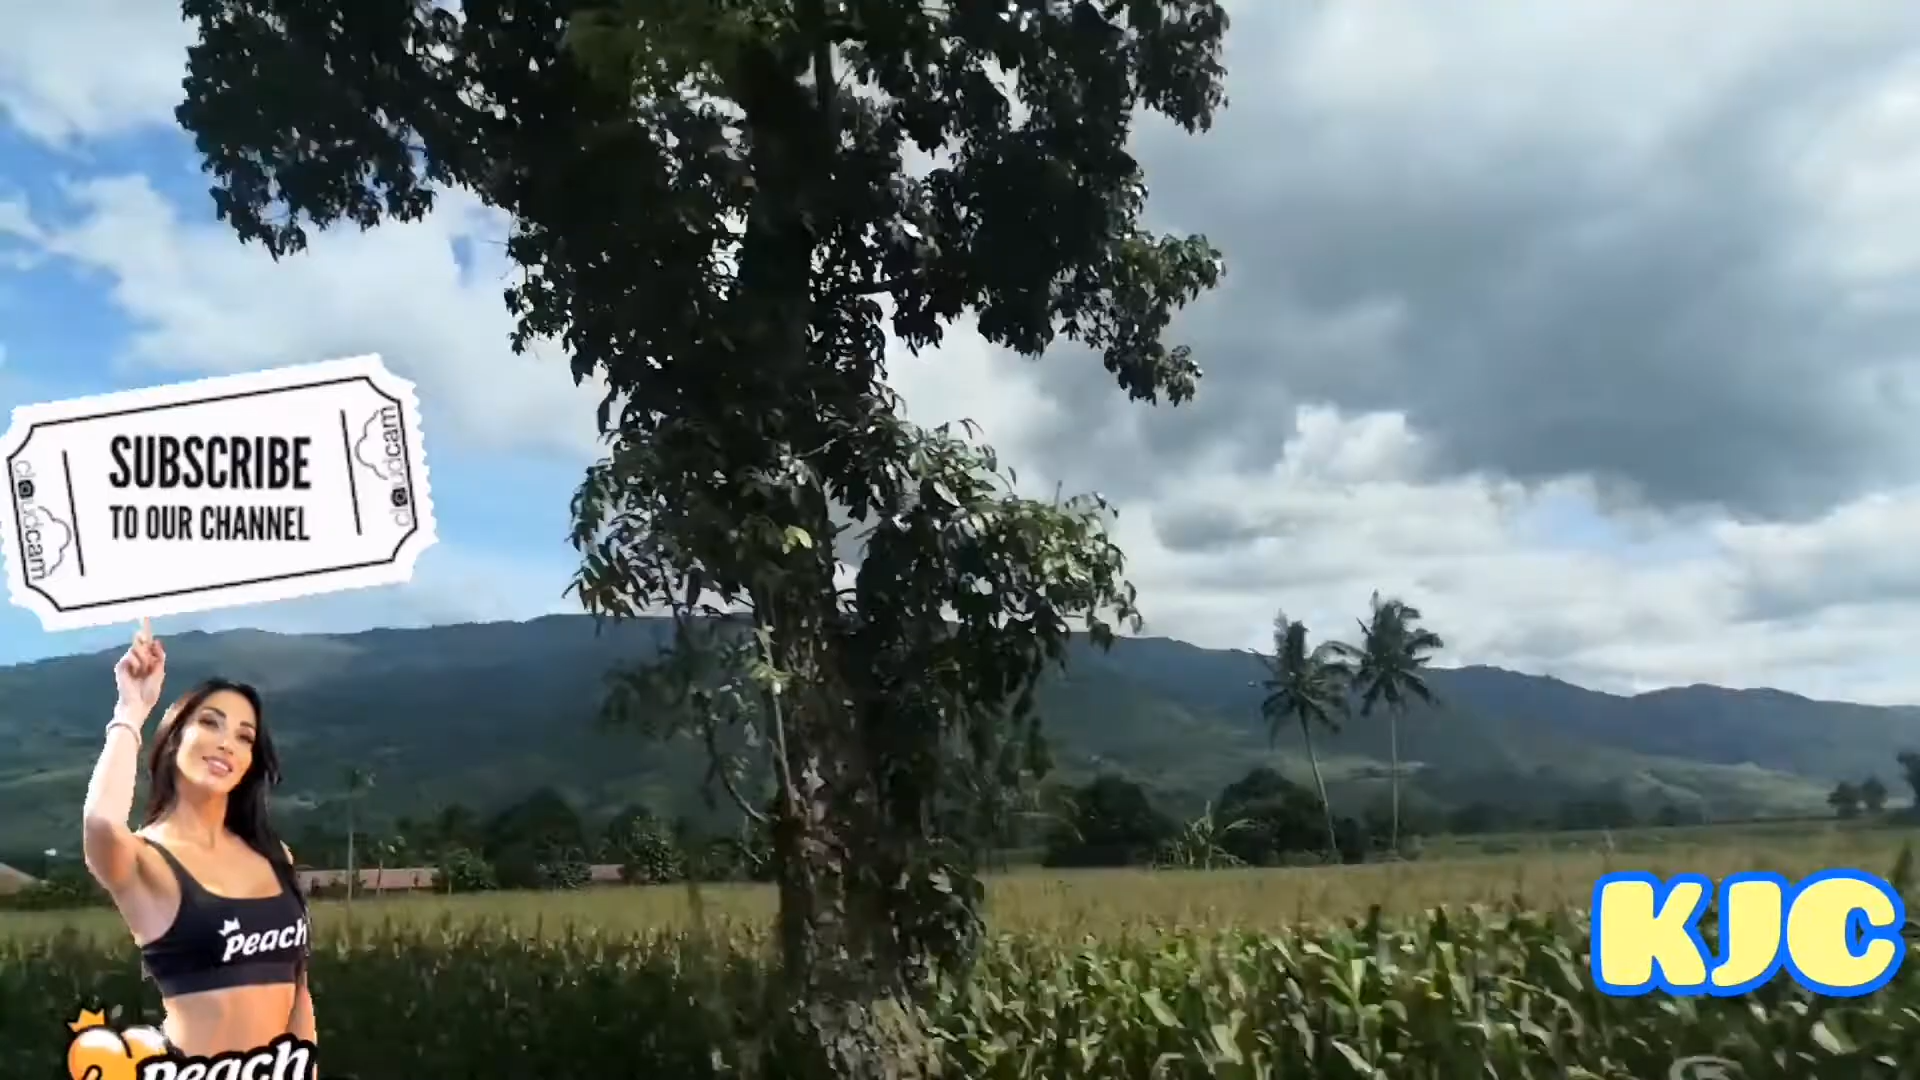 SUBSCRIBE
TO OUR CHANNEL
cloudcam
cloudcam
Peach
Peach
KJC